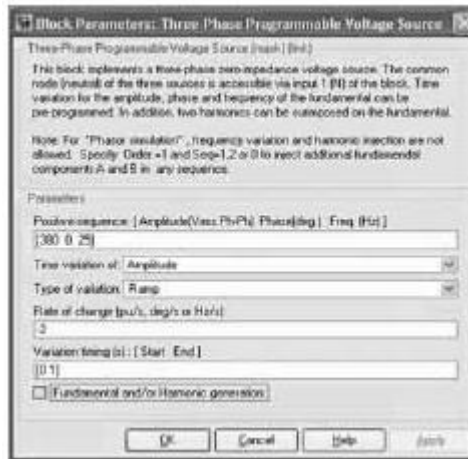 Block Parameters: Three-Phase Programmable Voltage Source
Three-Phase Programmable Voltage Source (mask) (link)
This block implements a three-phase zero-impedance voltage source. The common
node (neutral) of the three sources is accessible via input 1 (N) of the block. Time
variation for the amplitude, phase and frequency of the fundamental can be
pre-programmed. In addition, two harmonics can be superimposed on the fundamental.
Note: For "Phasor simulation", frequency variation and harmonic injection are not
allowed. Specify Order =1 and Seq=1,2 or 0 to inject additional fundamental
components A and B in any sequence.
Parameters
Positive-sequence: [ Amplitude(Vrms Ph-Ph) Phase(deg.) Freq. (Hz) ]
[380 0 25]
Time variation of: Amplitude
Type of variation: Ramp
Rate of change (pu/s, deg/s or Hz/s):
Variation timing(s) : [ Start End ]
[0 1]
Fundamental and/or Harmonic generation:
OK Cancel Help Apply